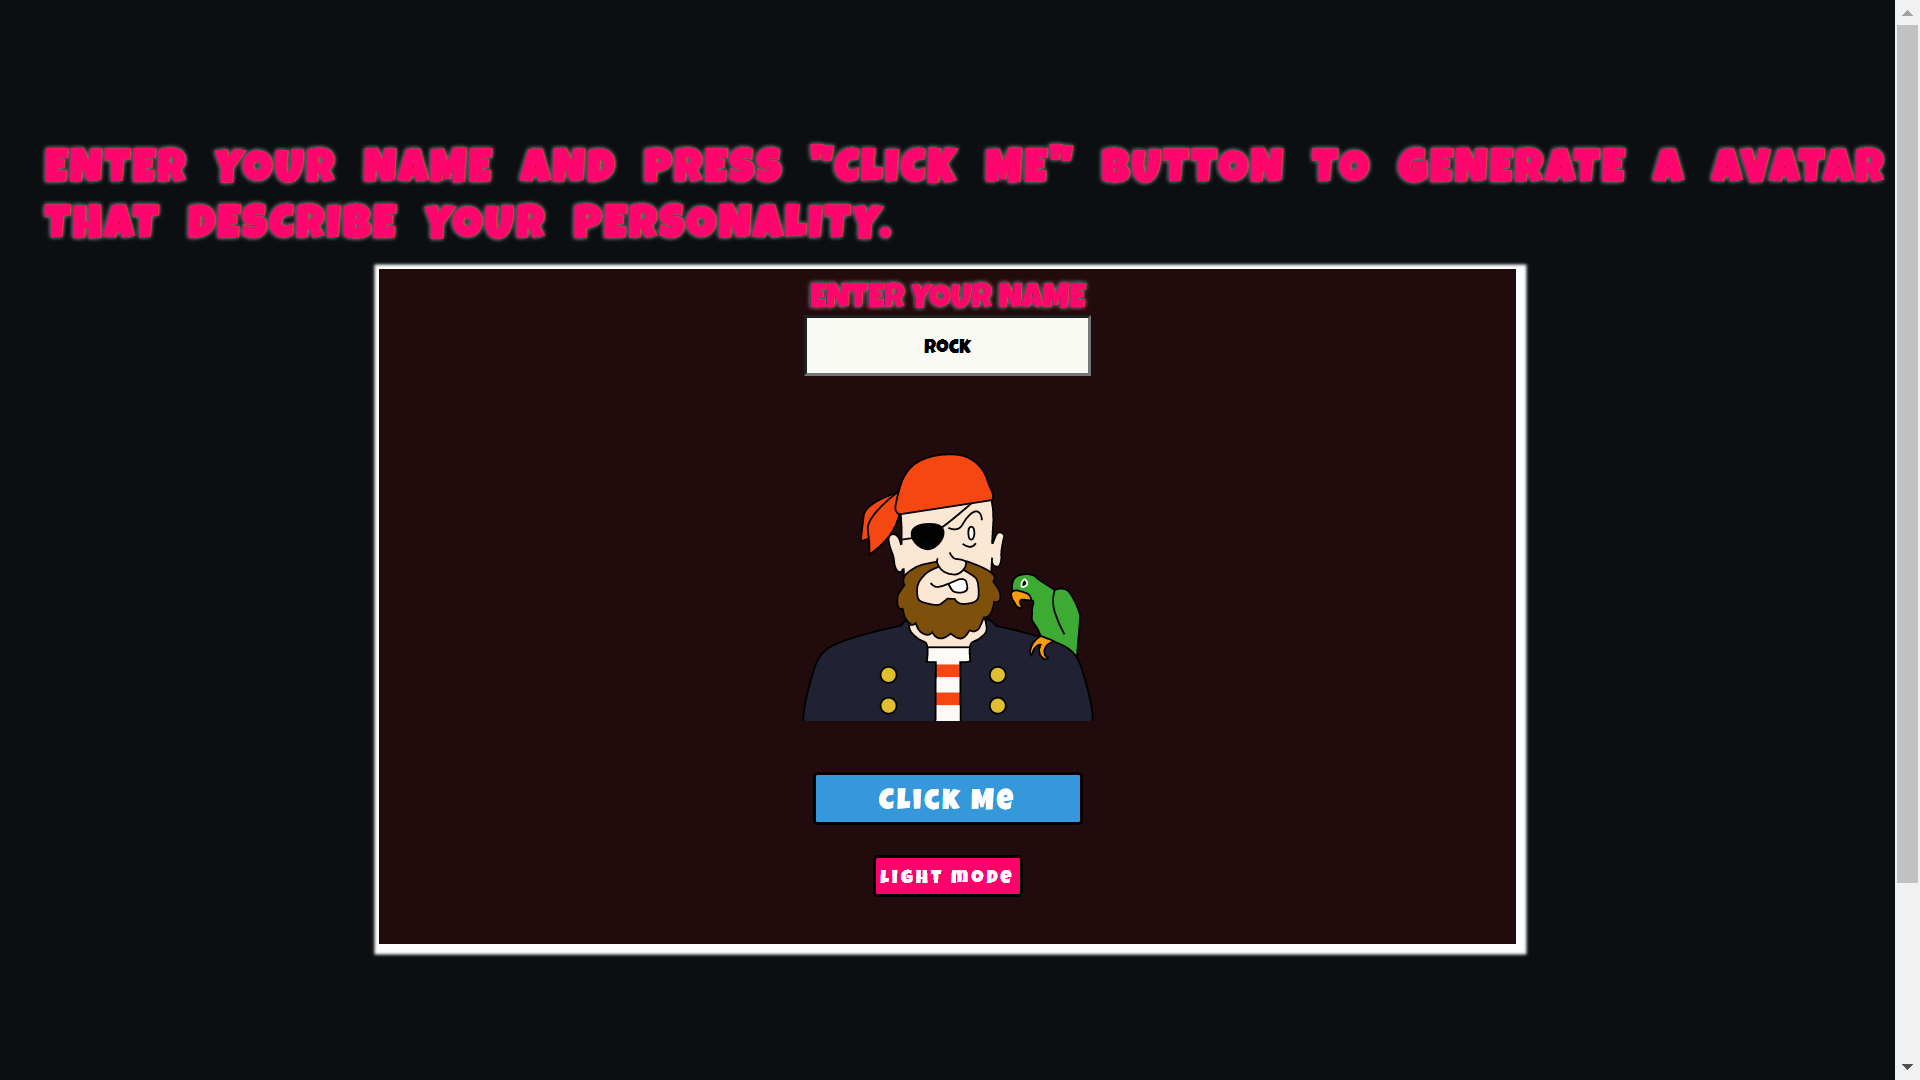 ENTER YOUR NAME AND PRESS "CLICK ME" BUTTON TO GENERATE A AVATAR
THAT DESCRIBE YOUR PERSONALITY.
ENTER YOUR NAME
ROCK
CLICK Me
LIGHT MODE